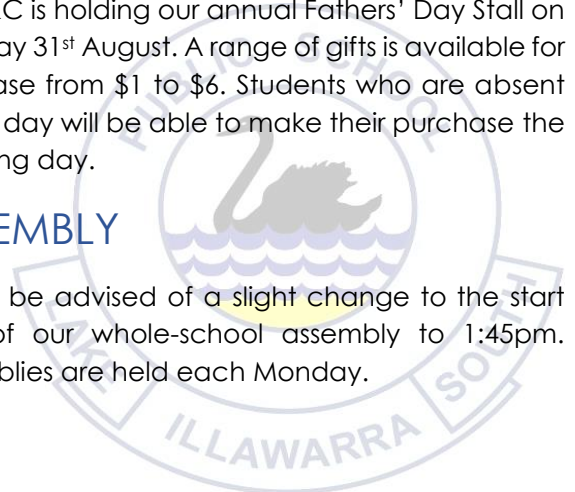 C is holding our annual Fathers' Day Stall on
ay 31st August. A range of gifts is available for
ase from $1 to $6. Students who are absent
day will be able to make their purchase the
ng day.
EMBLY
be advised of a slight change to the start
of our whole-school assembly to 1:45pm.
blies are held each Monday.
PUBLIC SCHOOL
LAKE
ILLAWARRA
SOUTH